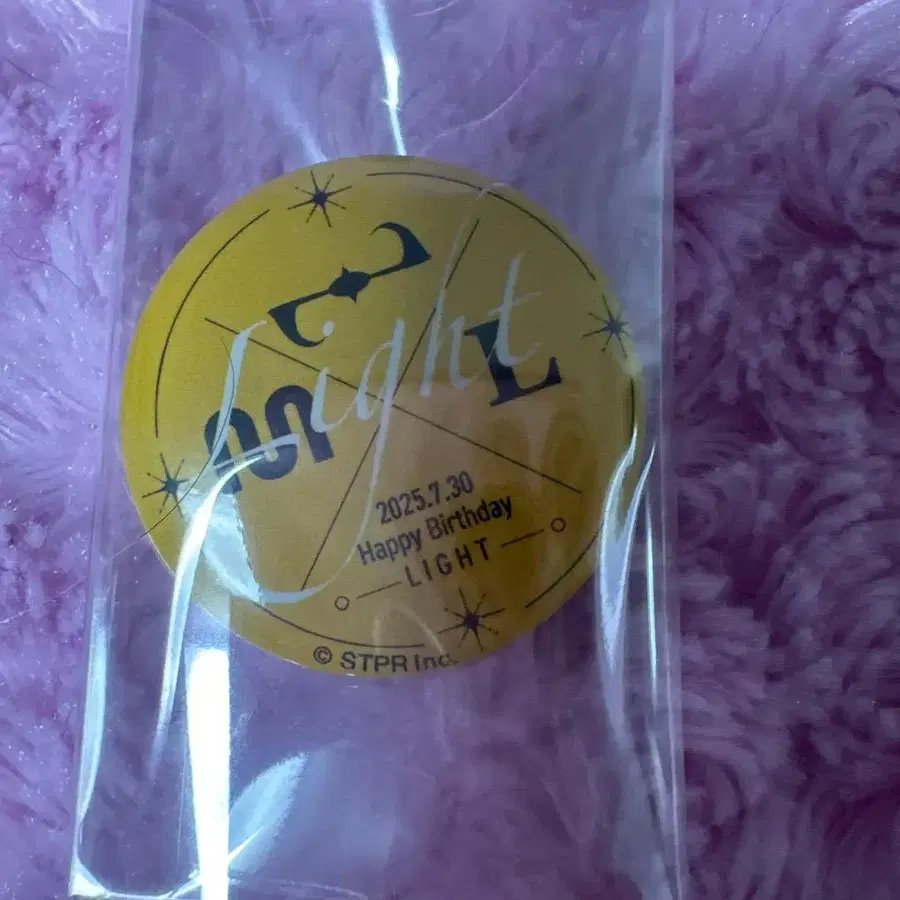 Light
L
2025.7.30
Happy Birthday
LIGHT
© STPR Inc.